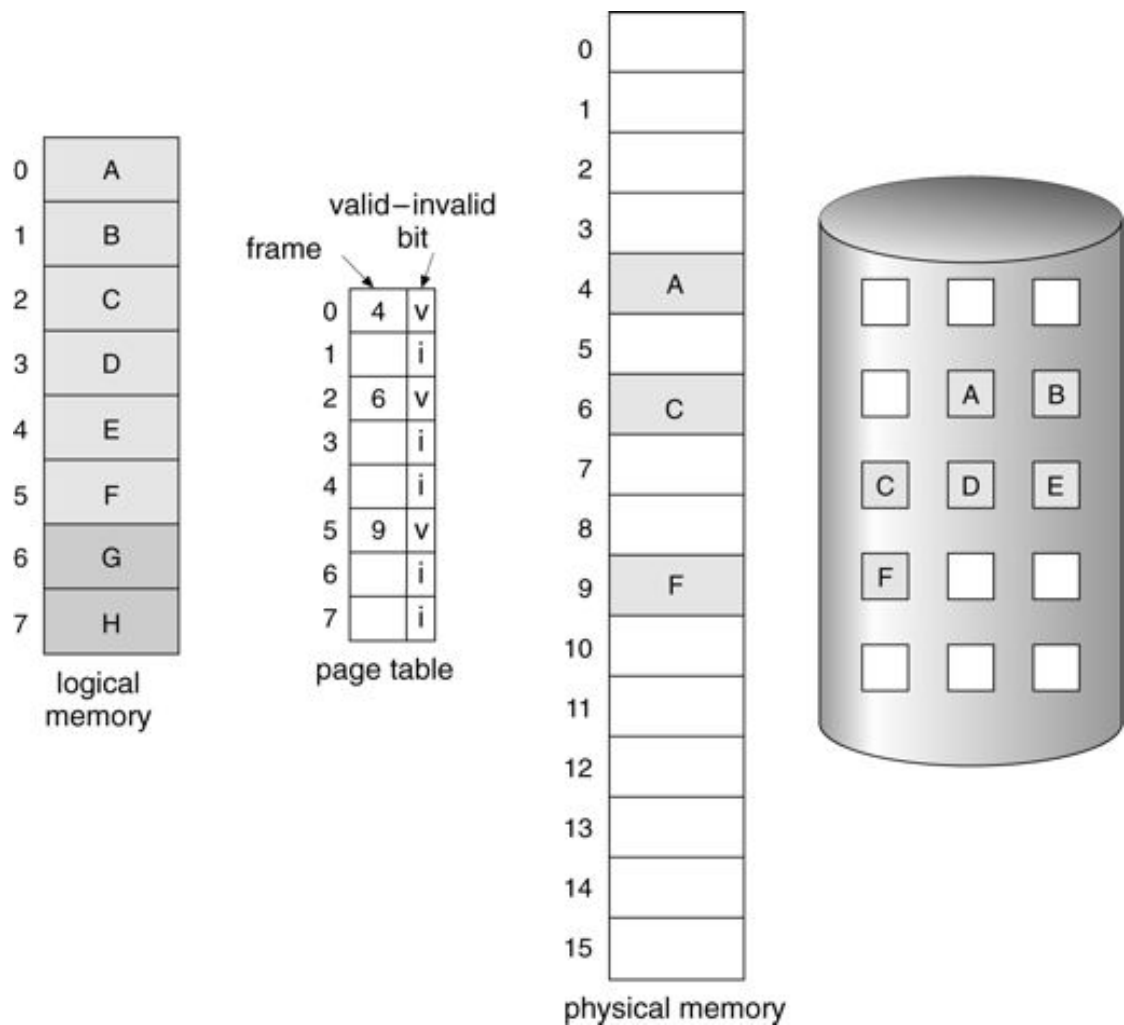 0 A
1 B
2 C
3 D
4 E
5 F
6 G
7 H
logical
memory
valid–invalid
bit
frame
0 4 v
1 i
2 6 v
3 i
4 i
5 9 v
6 i
7 i
page table
0
1
2
3
4 A
5
6 C
7
8
9 F
10
11
12
13
14
15
physical memory
A B
C D E
F